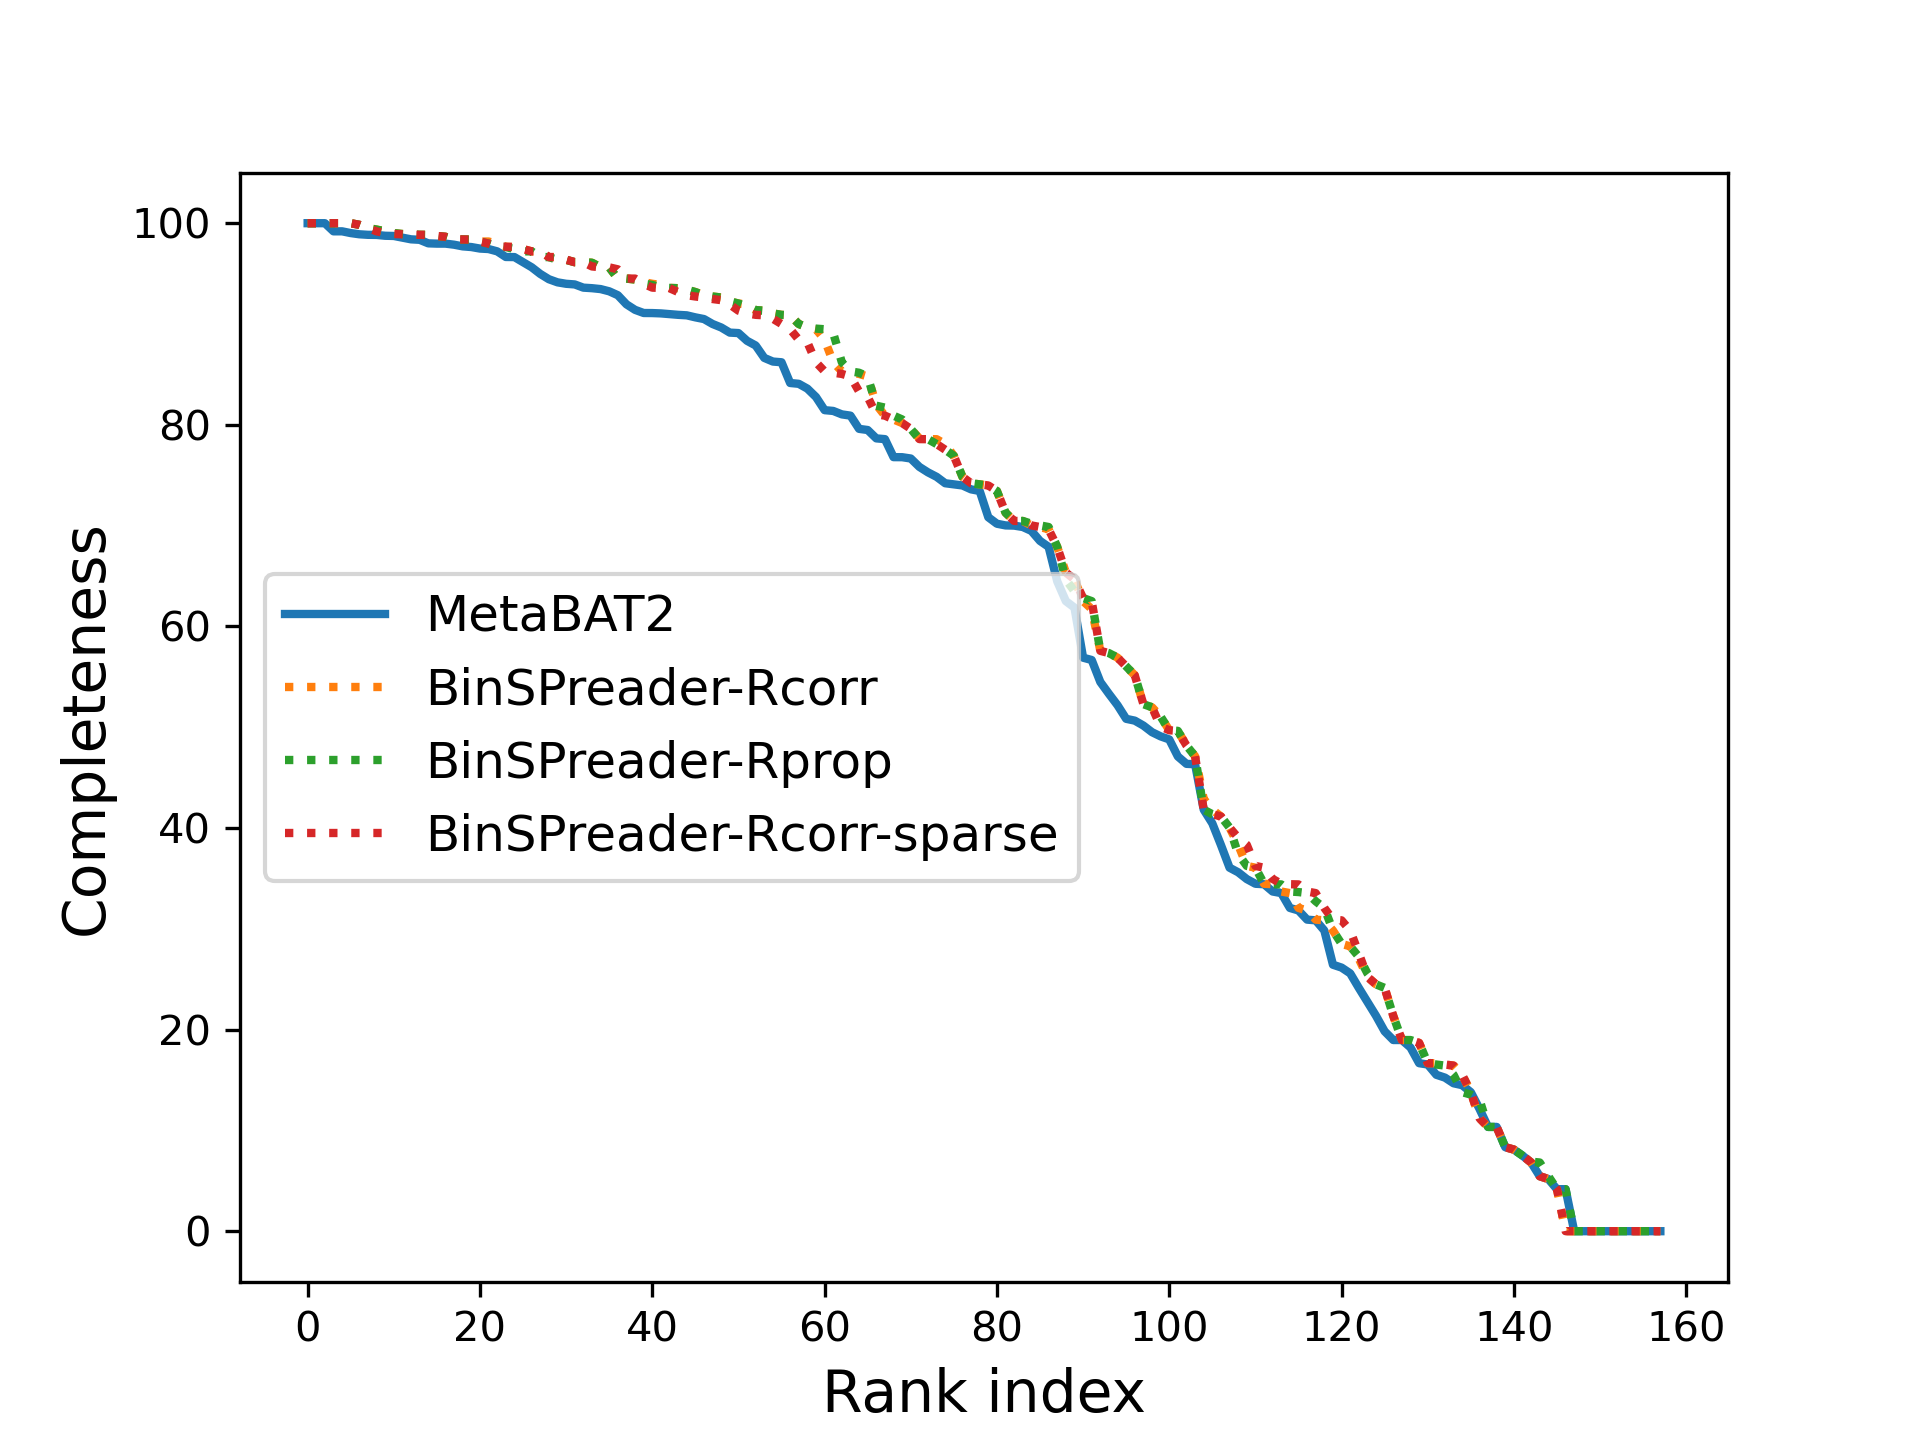 100
80
60
40
20
0
Completeness
MetaBAT2
BinSPreader-Rcorr
BinSPreader-Rprop
BinSPreader-Rcorr-sparse
0 20 40 60 80 100 120 140 160
Rank index